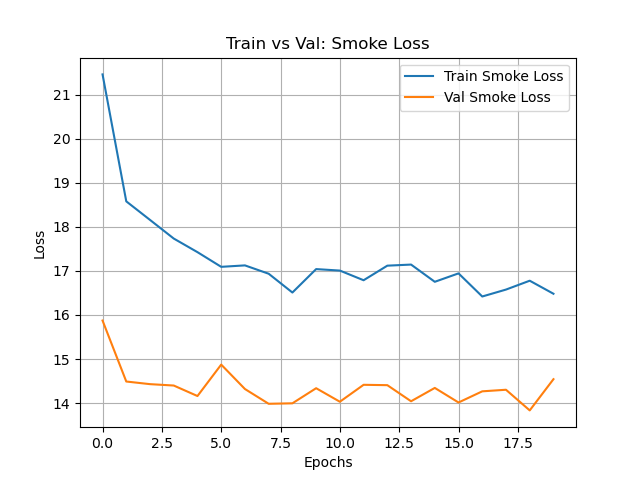 Train vs Val: Smoke Loss
Train Smoke Loss
Val Smoke Loss
21
20
19
18
17
16
15
14
Loss
0.0 2.5 5.0 7.5 10.0 12.5 15.0 17.5
Epochs